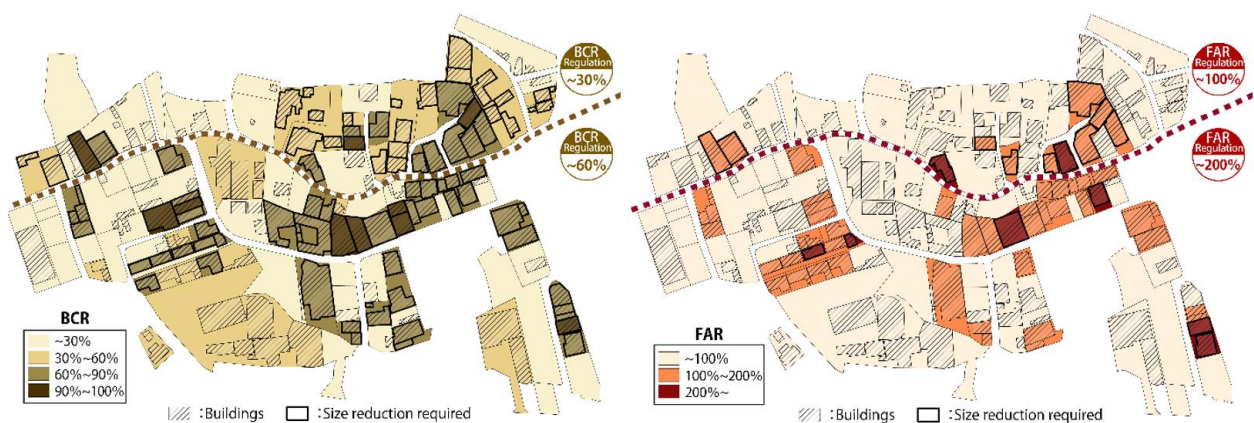 BCR
Regulation
~30%
BCR
Regulation
~60%
BCR
~30%
30%~60%
60%~90%
90%~100%
:Buildings
:Size reduction required
FAR
Regulation
~100%
FAR
Regulation
~200%
FAR
~100%
100%~200%
200%~
:Buildings
:Size reduction required